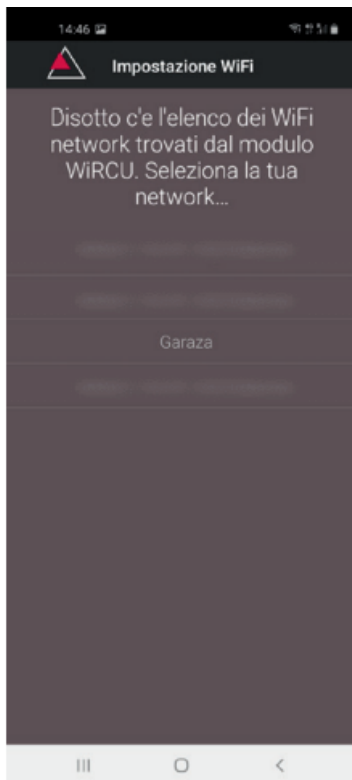 14:46
Impostazione WiFi
Disotto c'e l'elenco dei WiFi
network trovati dal modulo
WiRCU. Seleziona la tua
network...
Garaza